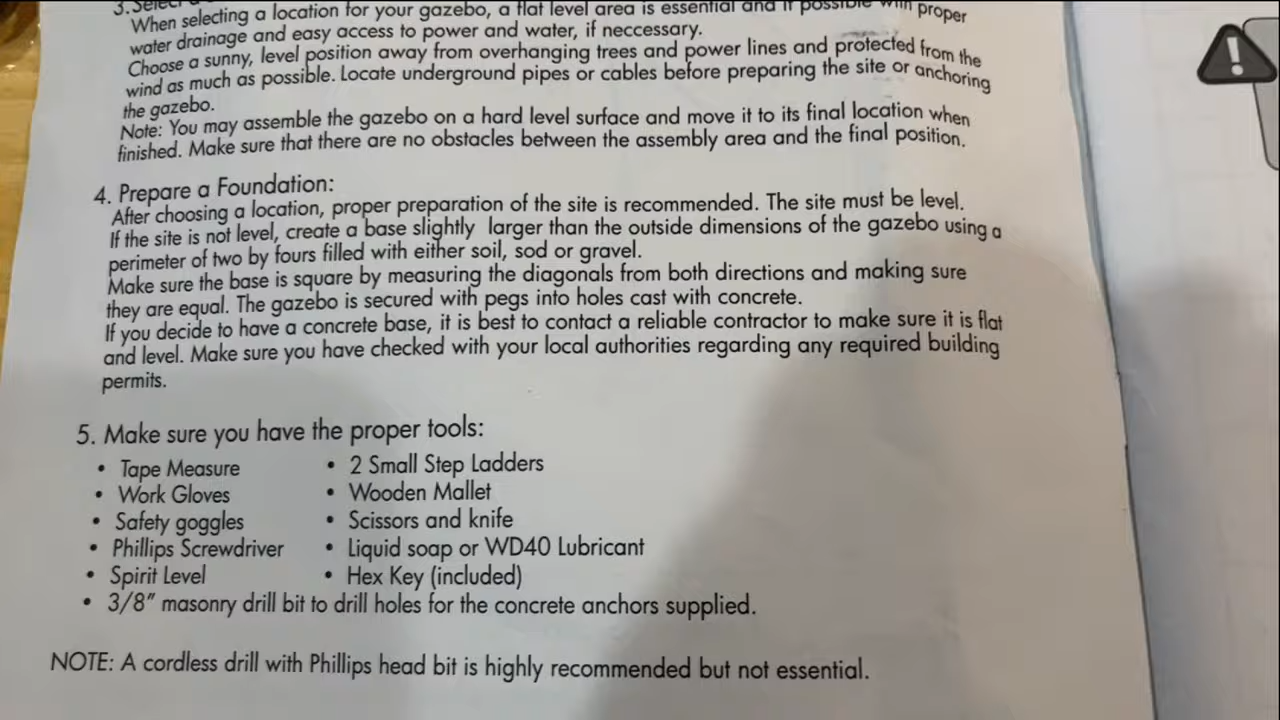 3. Select a
When selecting a location for your gazebo, a flat level area is essential and if possible with proper
water drainage and easy access to power and water, if neccessary.
Choose a sunny, level position away from overhanging trees and power lines and protected from the
wind as much as possible. Locate underground pipes or cables before preparing the site or anchoring
the gazebo.
Note: You may assemble the gazebo on a hard level surface and move it to its final location when
finished. Make sure that there are no obstacles between the assembly area and the final position.
4. Prepare a Foundation:
After choosing a location, proper preparation of the site is recommended. The site must be level.
If the site is not level, create a base slightly larger than the outside dimensions of the gazebo using a
perimeter of two by fours filled with either soil, sod or gravel.
Make sure the base is square by measuring the diagonals from both directions and making sure
they are equal. The gazebo is secured with pegs into holes cast with concrete.
If you decide to have a concrete base, it is best to contact a reliable contractor to make sure it is flat
and level. Make sure you have checked with your local authorities regarding any required building
permits.
5. Make sure you have the proper tools:
• Tape Measure
• Work Gloves
• Safety goggles
• Phillips Screwdriver
• Spirit Level
• 2 Small Step Ladders
• Wooden Mallet
• Scissors and knife
• Liquid soap or WD40 Lubricant
• Hex Key (included)
• 3/8" masonry drill bit to drill holes for the concrete anchors supplied.
NOTE: A cordless drill with Phillips head bit is highly recommended but not essential.